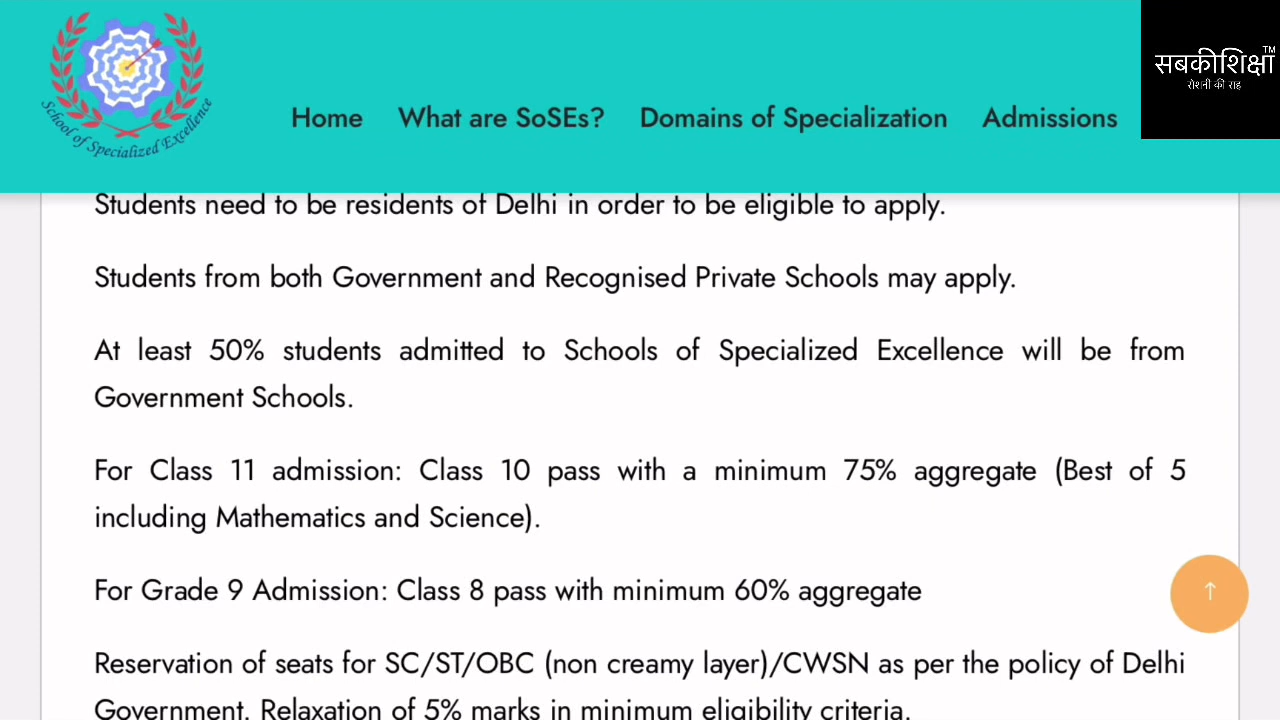 School of Specialized Excellence
Home What are SoSEs? Domains of Specialization Admissions
सबकीशिक्षा™
रोशनी की राह
Students need to be residents of Delhi in order to be eligible to apply.
Students from both Government and Recognised Private Schools may apply.
At least 50% students admitted to Schools of Specialized Excellence will be from
Government Schools.
For Class 11 admission: Class 10 pass with a minimum 75% aggregate (Best of 5
including Mathematics and Science).
For Grade 9 Admission: Class 8 pass with minimum 60% aggregate
Reservation of seats for SC/ST/OBC (non creamy layer)/CWSN as per the policy of Delhi
Government. Relaxation of 5% marks in minimum eligibility criteria.